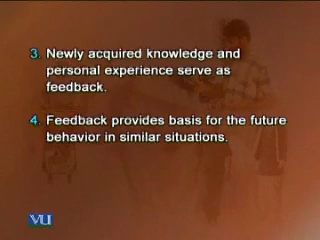 3. Newly acquired knowledge and
personal experience serve as
feedback.
4. Feedback provides basis for the future
behavior in similar situations.
VU